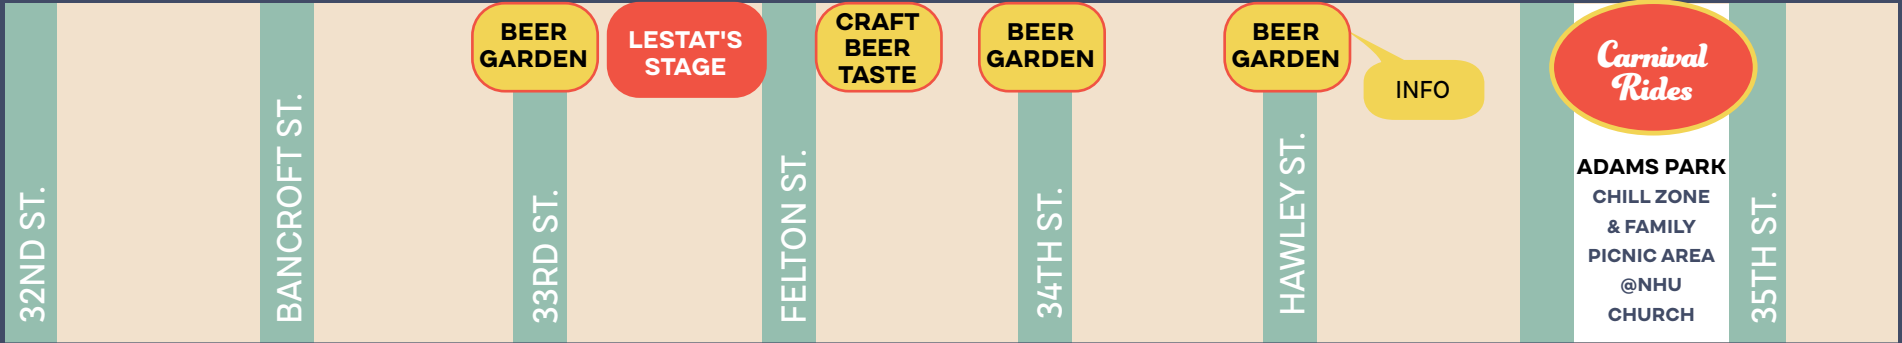 BEER
GARDEN
LESTAT'S
STAGE
CRAFT
BEER
TASTE
BEER
GARDEN
BEER
GARDEN
INFO
Carnival
Rides
ADAMS PARK
CHILL ZONE
& FAMILY
PICNIC AREA
@NHU
CHURCH
32ND ST.
BANCROFT ST.
33RD ST.
FELTON ST.
34TH ST.
HAWLEY ST.
35TH ST.